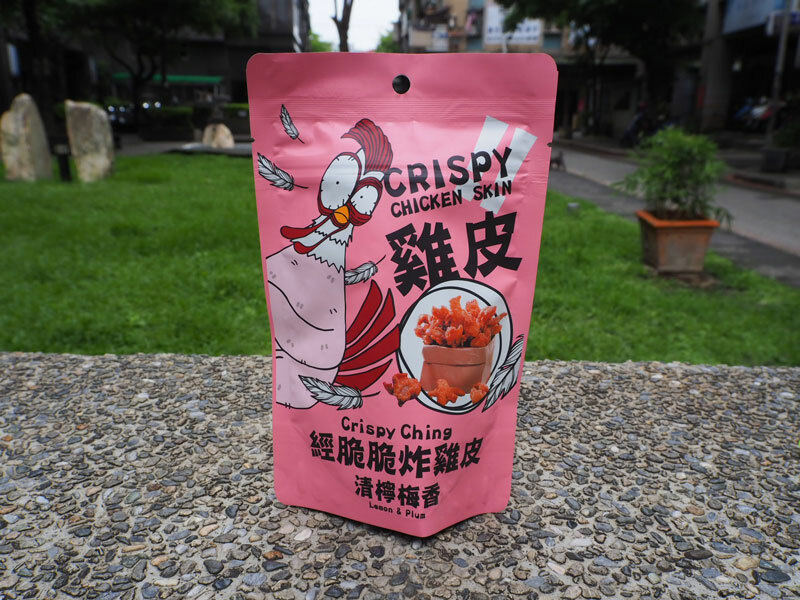 CRISPY
CHICKEN SKIN
雞皮
Crispy Ching
經脆脆炸雞皮
清檸梅香
Lemon & Plum